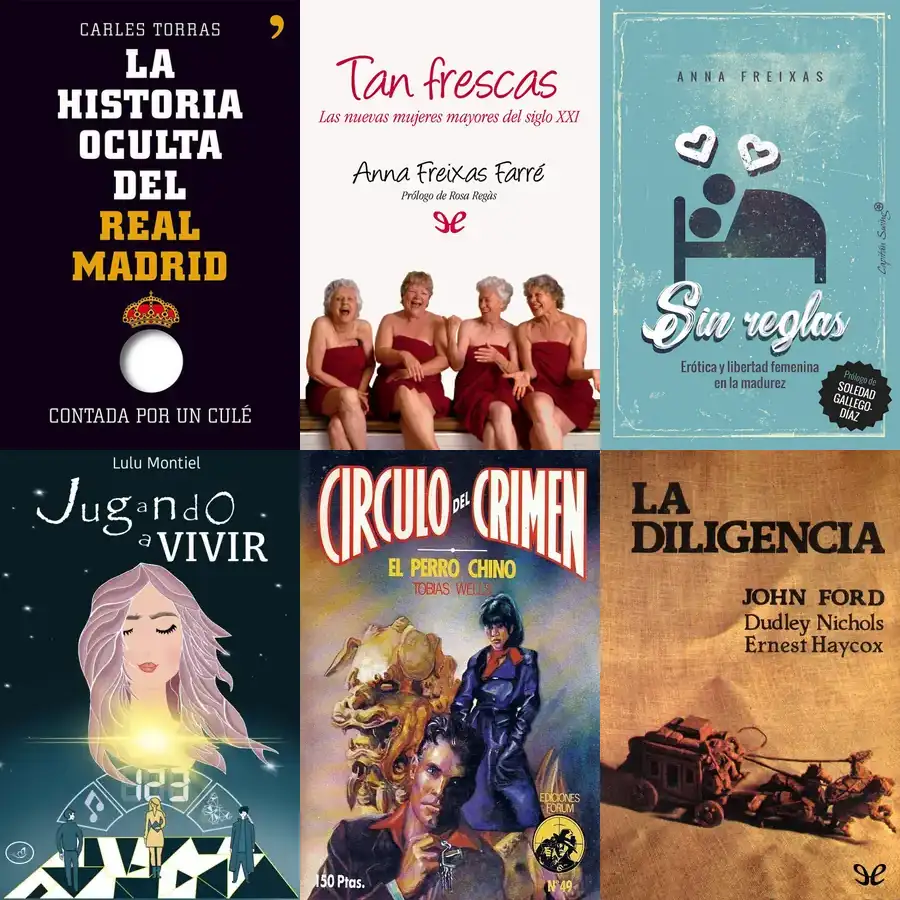 CARLES TORRAS
LA
HISTORIA
OCULTA
DEL
REAL
MADRID
CONTADA POR UN CULÉ
Tan frescas
Las nuevas mujeres mayores del siglo XXI
Anna Freixas Farré
Prólogo de Rosa Regàs
ANNA FREIXAS
Capitán Swing
Sin reglas
Erótica y libertad femenina
en la madurez
Prólogo de
SOLEDAD
GALLEGO-
DÍAZ
Lulu Montiel
Jugando
a VIVIR
123
CIRCULO DEL CRIMEN
EL PERRO CHINO
TOBIAS WELLS
EDICIONES
FORUM
150 Ptas.
Nº 49
LA
DILIGENCIA
JOHN FORD
Dudley Nichols
Ernest Haycox